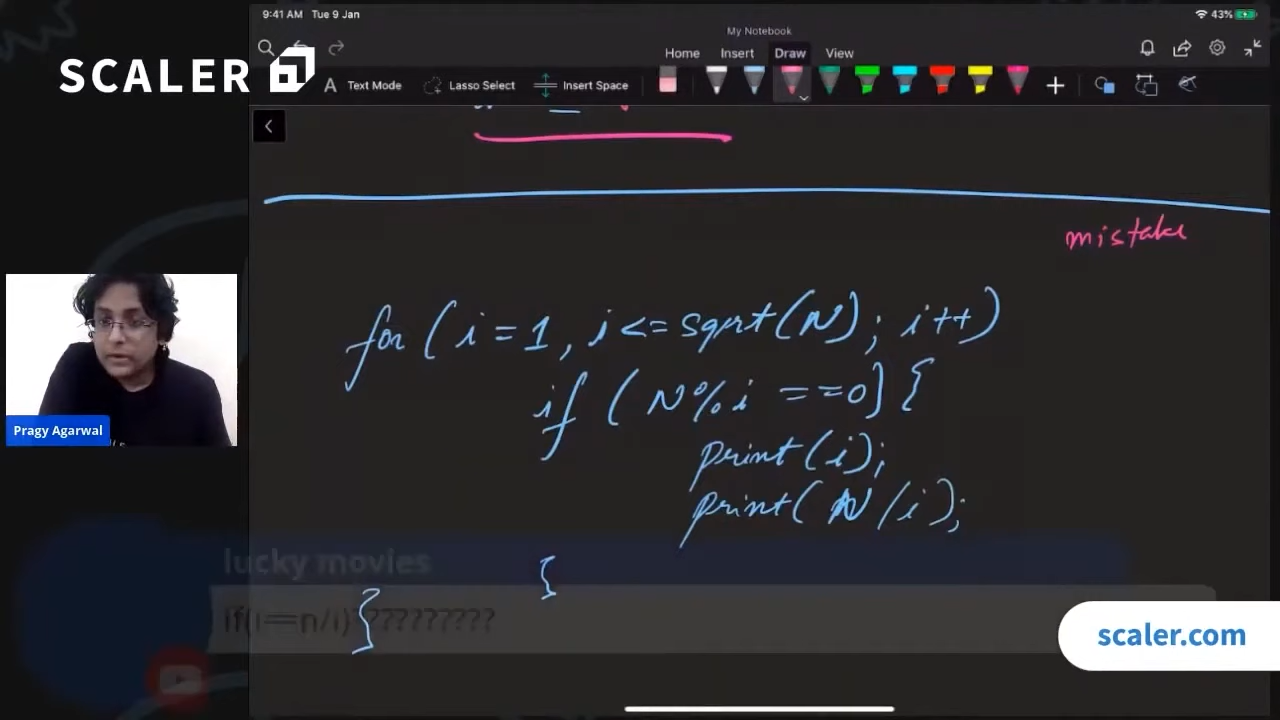 9:41 AM Tue 9 Jan
43%
My Notebook
Home Insert Draw View
SCALER
Text Mode Lasso Select Insert Space
mistake
for (i=1, i<=sqrt(N); i++)
if (N%i ==0) {
print(i);
print(N/i);
}
}
Pragy Agarwal
lucky movies
If(i==n/i)??????????
scaler.com